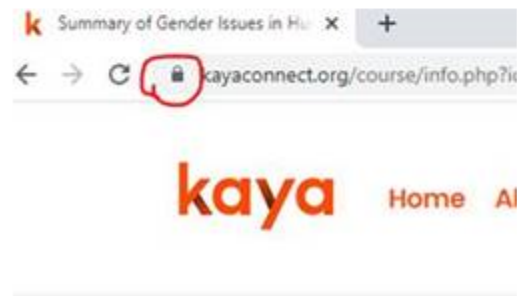 k Summary of Gender Issues in Hu
kayaconnect.org/course/info.php?i
kaya Home A